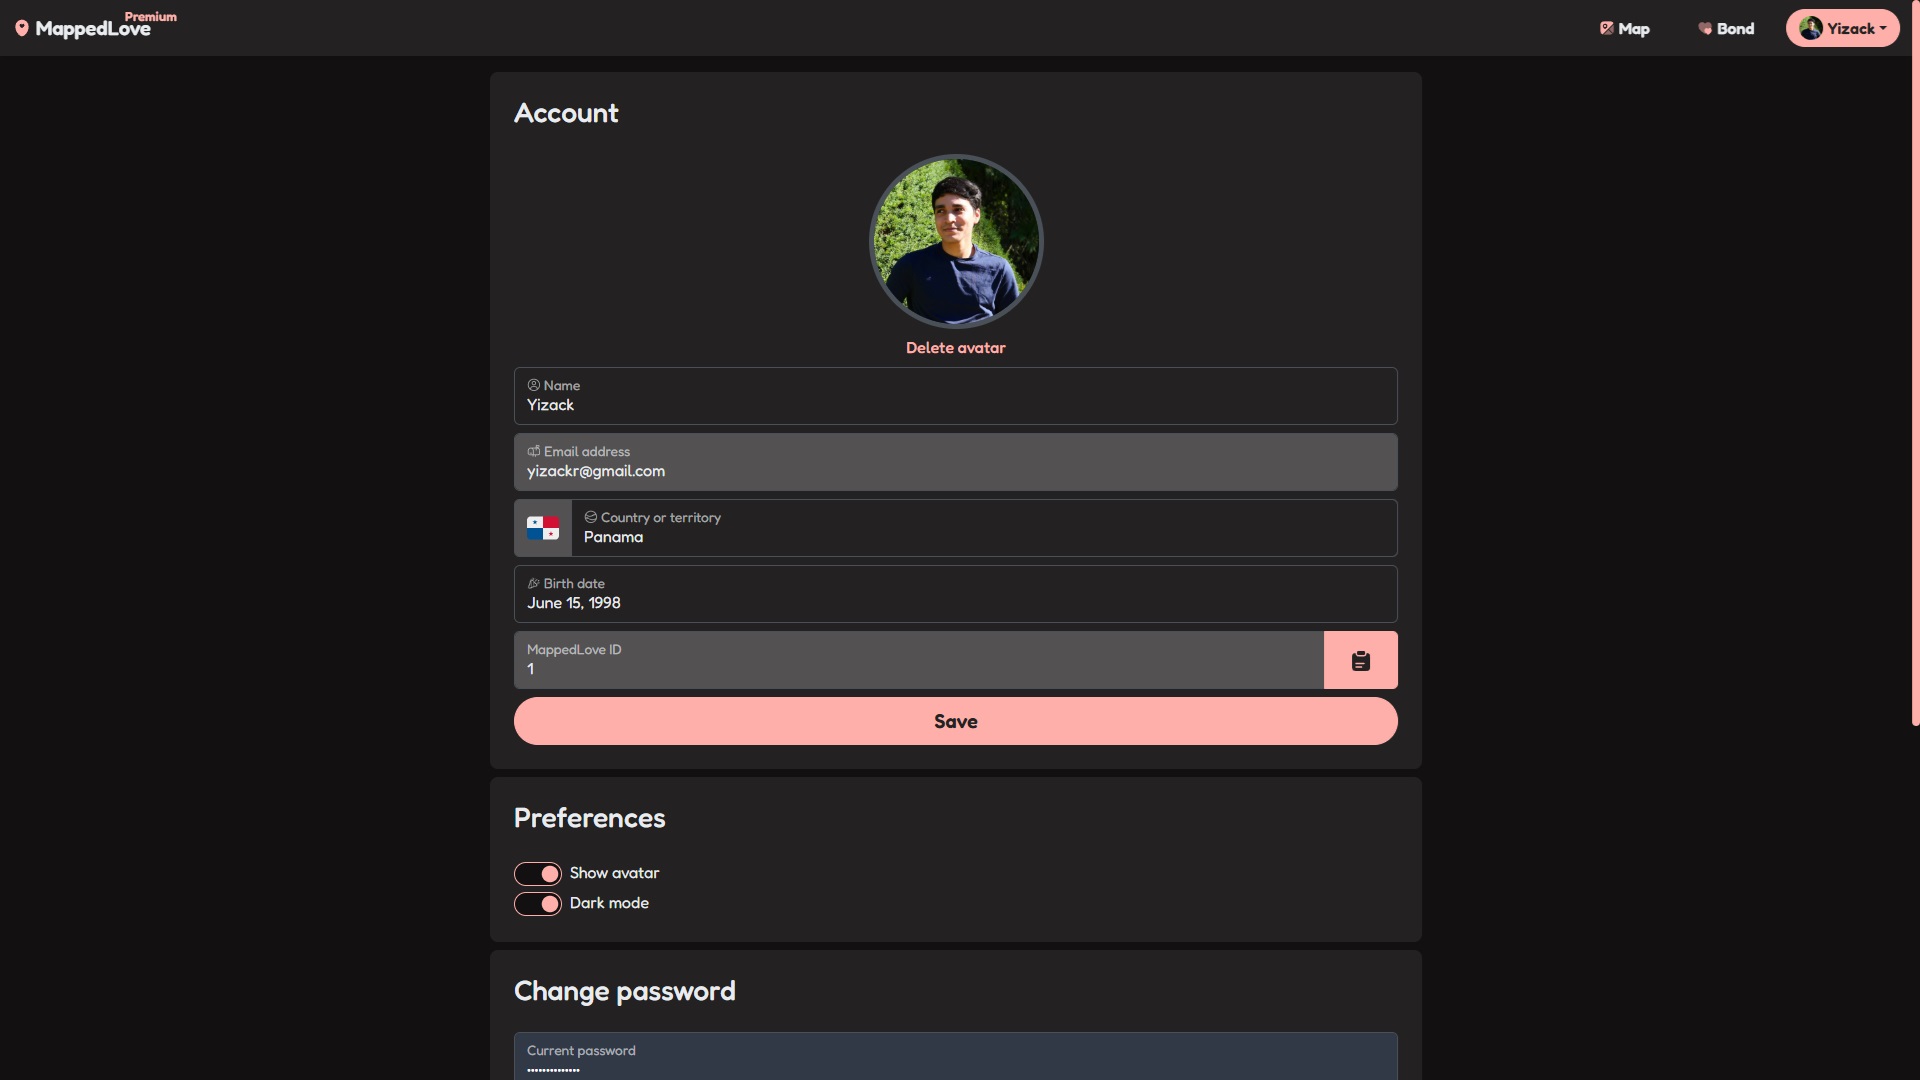 MappedLove
Premium
Map
Bond
Yizack
Account
Delete avatar
Name
Yizack
Email address
yizackr@gmail.com
Country or territory
Panama
Birth date
June 15, 1998
MappedLove ID
1
Save
Preferences
Show avatar
Dark mode
Change password
Current password